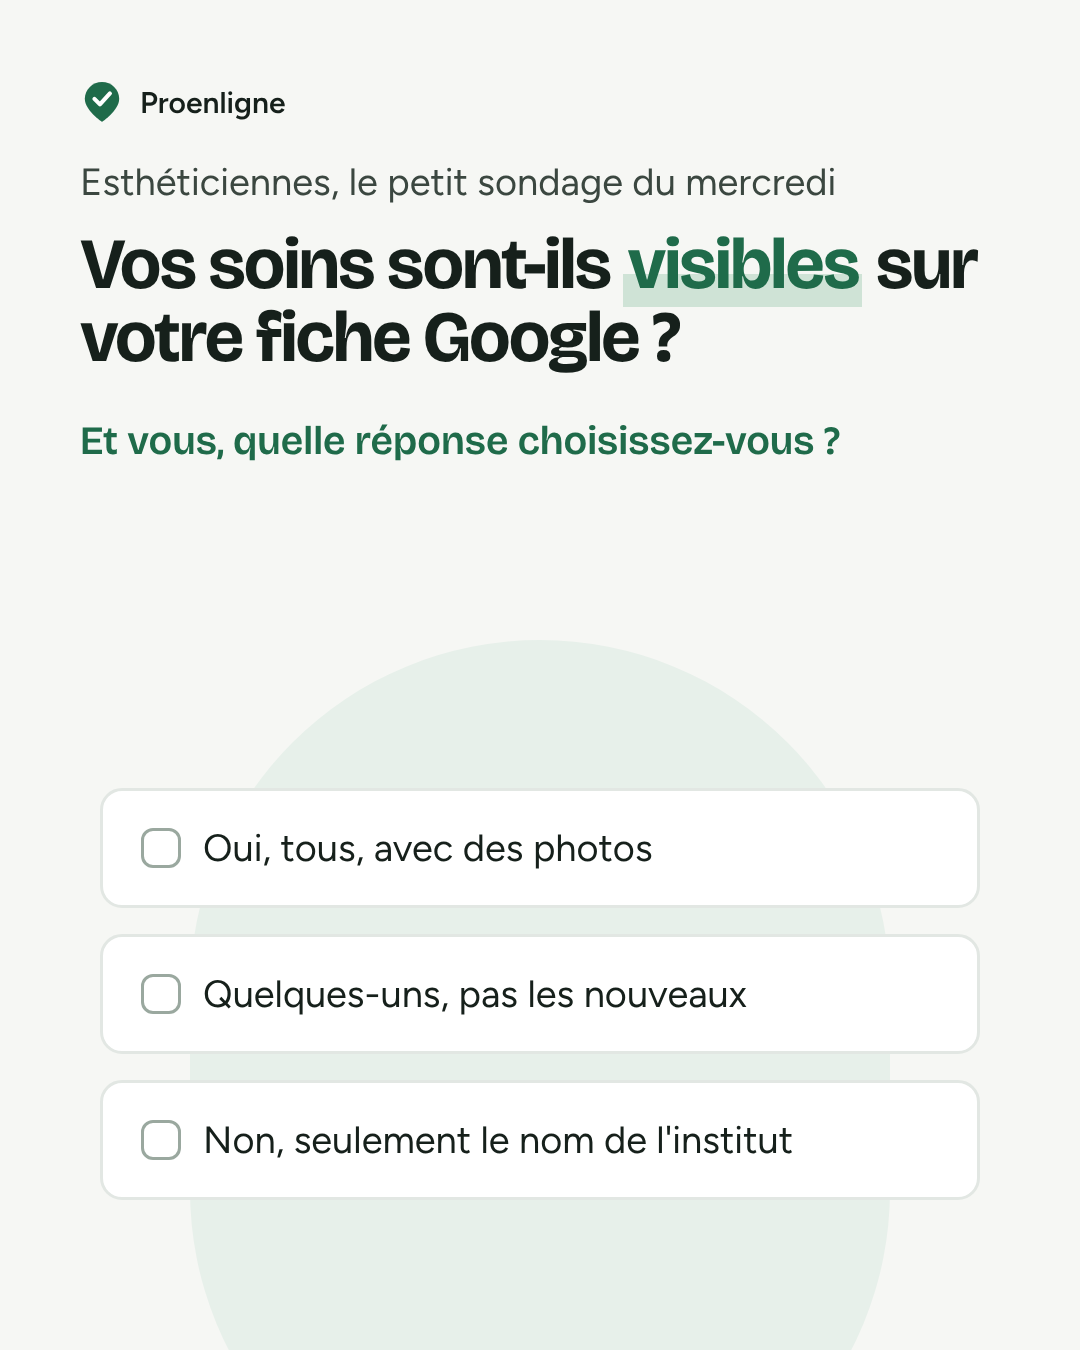 Proenligne
Esthéticiennes, le petit sondage du mercredi
Vos soins sont-ils visibles sur
votre fiche Google ?
Et vous, quelle réponse choisissez-vous ?
Oui, tous, avec des photos
Quelques-uns, pas les nouveaux
Non, seulement le nom de l'institut